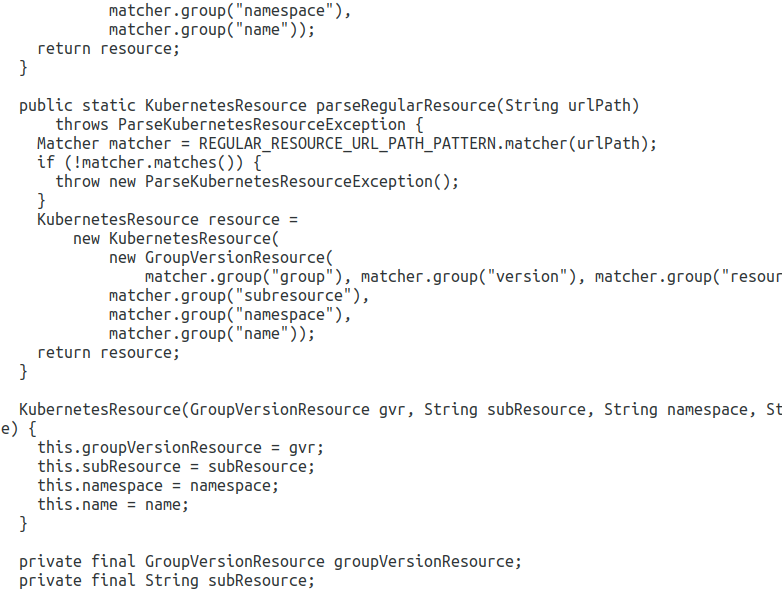 matcher.group("namespace"),
            matcher.group("name"));
    return resource;
  }

  public static KubernetesResource parseRegularResource(String urlPath)
      throws ParseKubernetesResourceException {
    Matcher matcher = REGULAR_RESOURCE_URL_PATH_PATTERN.matcher(urlPath);
    if (!matcher.matches()) {
      throw new ParseKubernetesResourceException();
    }
    KubernetesResource resource =
        new KubernetesResource(
            new GroupVersionResource(
                matcher.group("group"), matcher.group("version"), matcher.group("resour
            matcher.group("subresource"),
            matcher.group("namespace"),
            matcher.group("name"));
    return resource;
  }

  KubernetesResource(GroupVersionResource gvr, String subResource, String namespace, St
e) {
    this.groupVersionResource = gvr;
    this.subResource = subResource;
    this.namespace = namespace;
    this.name = name;
  }

  private final GroupVersionResource groupVersionResource;
  private final String subResource;